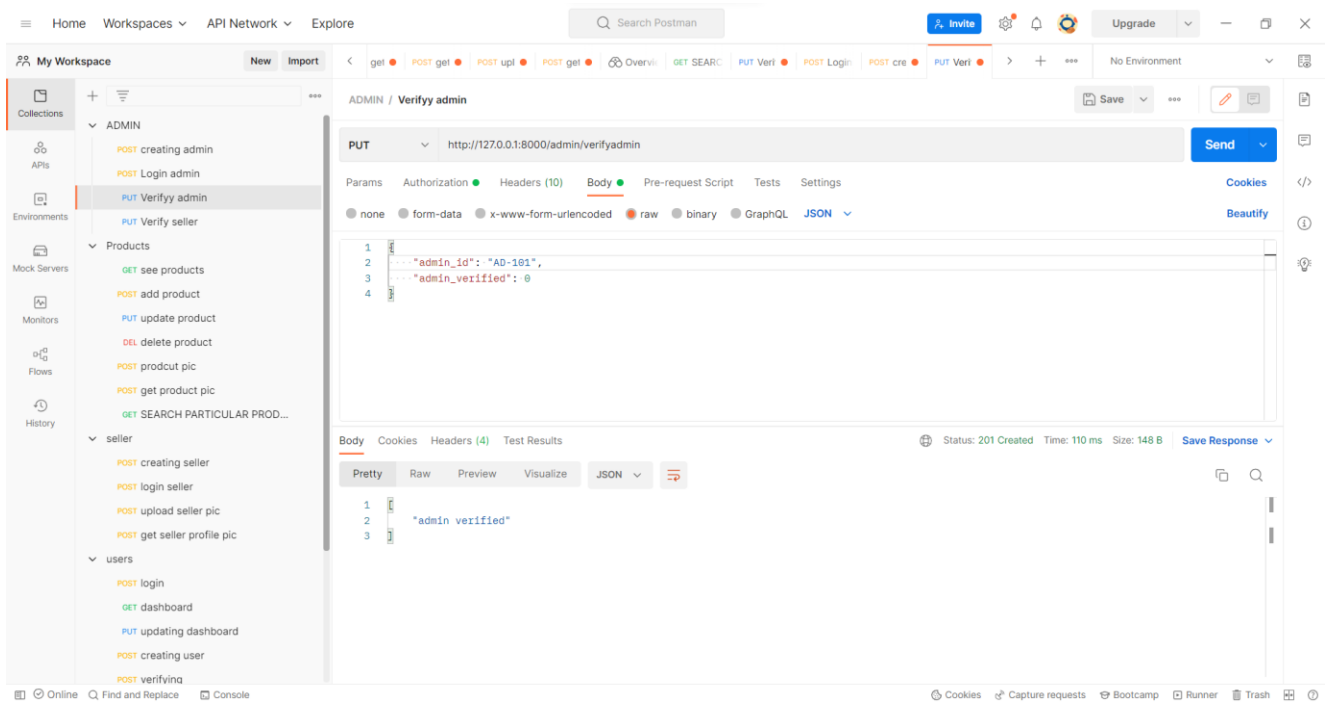 Home Workspaces API Network Explore Search Postman Invite Upgrade
My Workspace New Import get POST get POST upl POST get Overvie GET SEARC PUT Veri POST Login POST cre PUT Veri No Environment
Collections
APIs
Environments
Mock Servers
Monitors
Flows
History
ADMIN
POST creating admin
POST Login admin
PUT Verifyy admin
PUT Verify seller
Products
GET see products
POST add product
PUT update product
DEL delete product
POST prodcut pic
POST get product pic
GET SEARCH PARTICULAR PROD...
seller
POST creating seller
POST login seller
POST upload seller pic
POST get seller profile pic
users
POST login
GET dashboard
PUT updating dashboard
POST creating user
POST verifying
ADMIN / Verifyy admin Save
PUT http://127.0.0.1:8000/admin/verifyadmin Send
Params Authorization Headers (10) Body Pre-request Script Tests Settings Cookies
none form-data x-www-form-urlencoded raw binary GraphQL JSON Beautify
1 {
2 "admin_id": "AD-101",
3 "admin_verified": 0
4 }
Body Cookies Headers (4) Test Results Status: 201 Created Time: 110 ms Size: 148 B Save Response
Pretty Raw Preview Visualize JSON
1 [
2 "admin verified"
3 ]
Online Find and Replace Console Cookies Capture requests Bootcamp Runner Trash